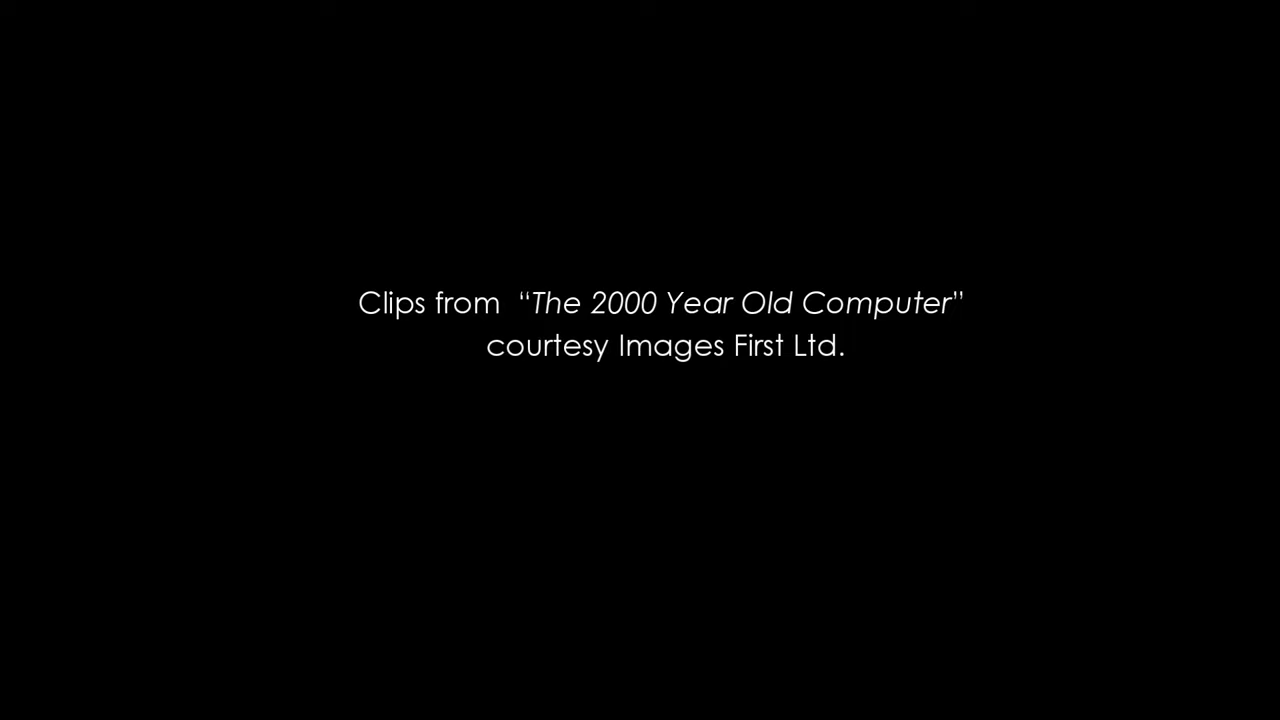 Clips from “The 2000 Year Old Computer”
courtesy Images First Ltd.